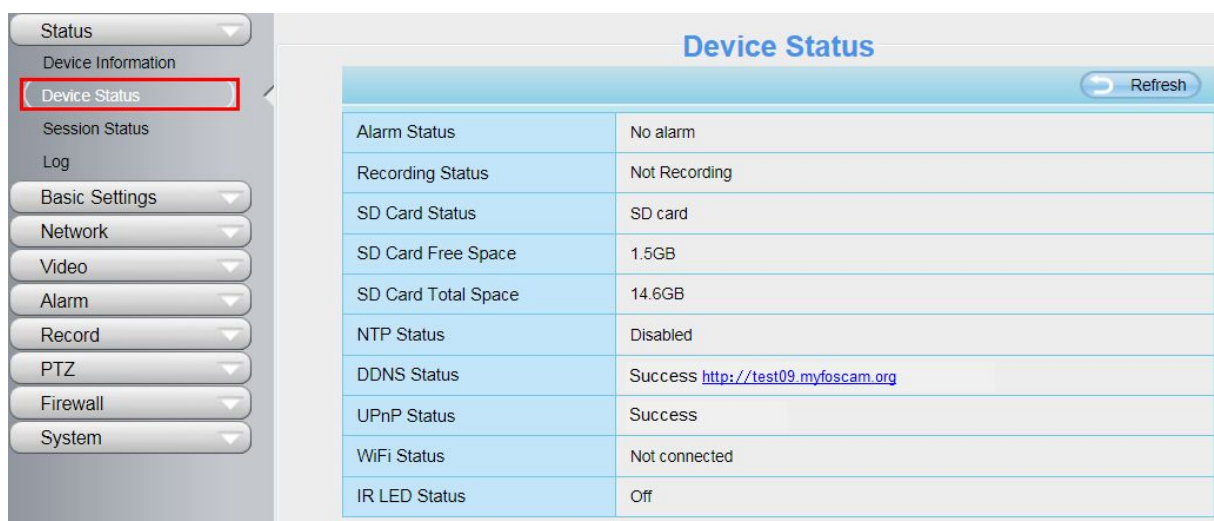 Status
Device Information
Device Status
Session Status
Log
Basic Settings
Network
Video
Alarm
Record
PTZ
Firewall
System
Device Status
Refresh
Alarm Status No alarm
Recording Status Not Recording
SD Card Status SD card
SD Card Free Space 1.5GB
SD Card Total Space 14.6GB
NTP Status Disabled
DDNS Status Success http://test09.myfoscam.org
UPnP Status Success
WiFi Status Not connected
IR LED Status Off